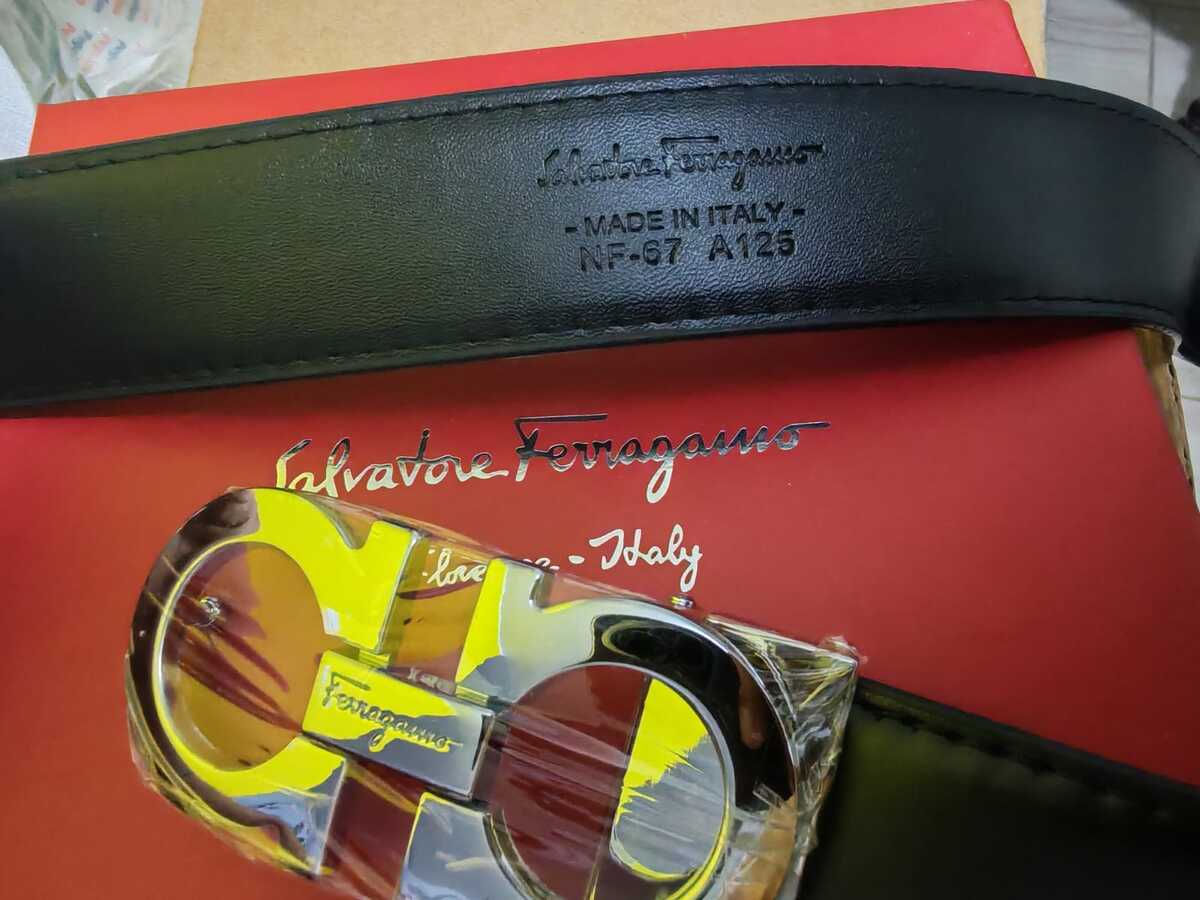 Salvatore Ferragamo
- MADE IN ITALY -
NF-67 A125
Salvatore Ferragamo
- Italy
Ferragamo